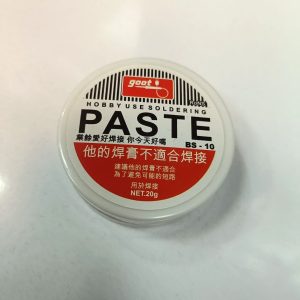 goot
HOBBY USE SOLDERING
PASTE
業餘愛好焊接 你今天好嗎
BS - 10
他的焊膏不適合焊接
建議他的焊膏不適合
為了避免可能的短路
用於焊接
NET.20g